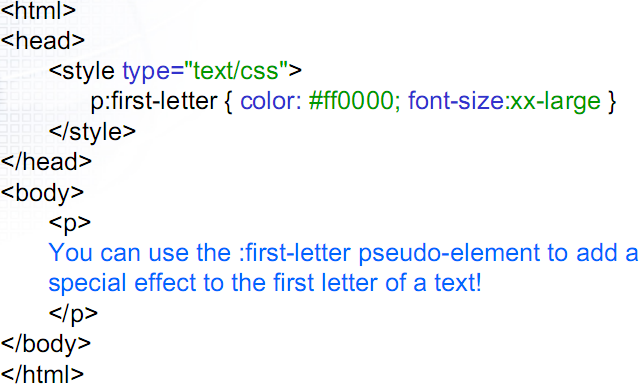 <html>
<head>
<style type="text/css">
p:first-letter { color: #ff0000; font-size:xx-large }
</style>
</head>
<body>
<p>
You can use the :first-letter pseudo-element to add a
special effect to the first letter of a text!
</p>
</body>
</html>